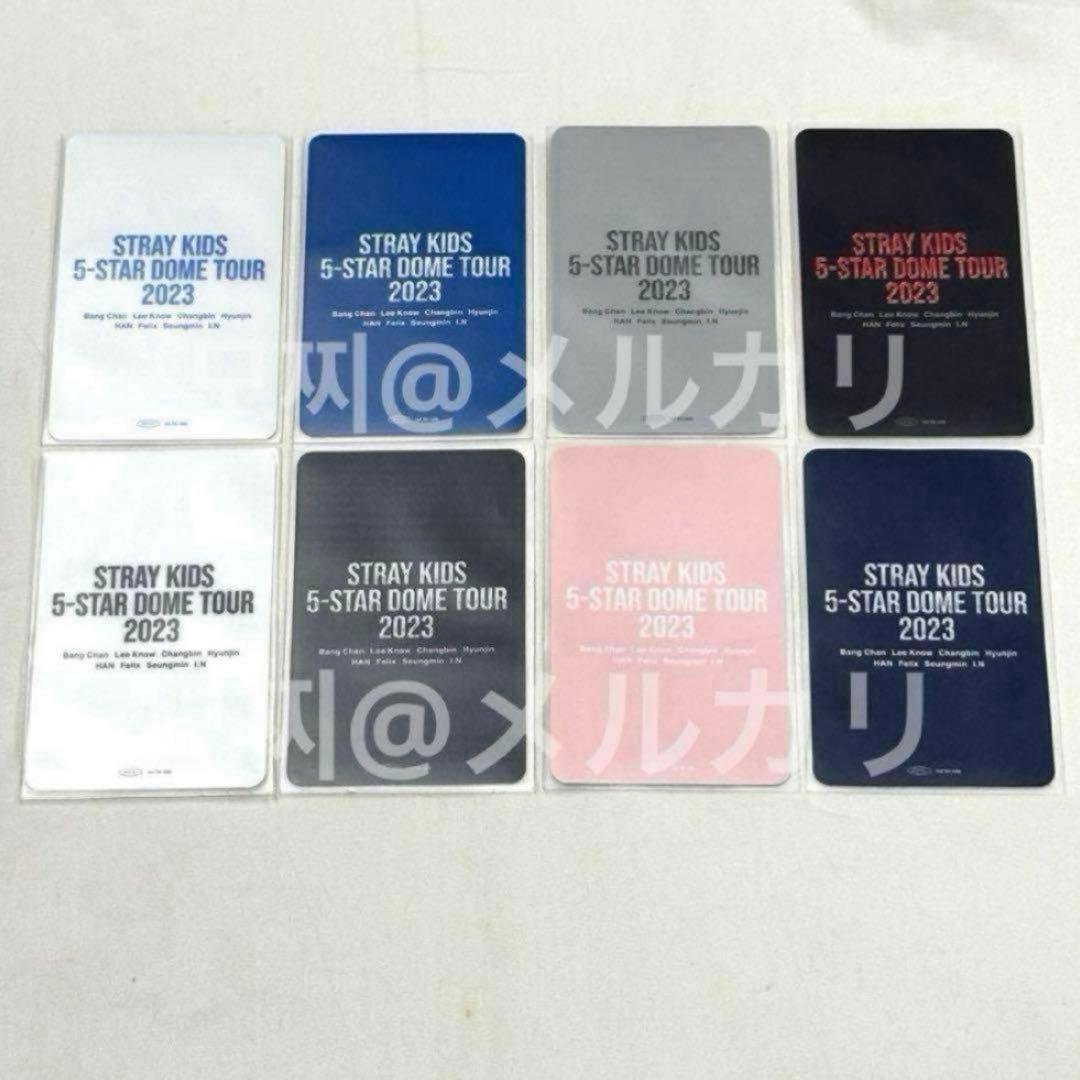 STRAY KIDS
5-STAR DOME TOUR
2023
Bang Chan Lee Know Changbin Hyunjin
HAN Felix Seungmin I.N
STRAY KIDS
5-STAR DOME TOUR
2023
Bang Chan Lee Know Changbin Hyunjin
HAN Felix Seungmin I.N
STRAY KIDS
5-STAR DOME TOUR
2023
Bang Chan Lee Know Changbin Hyunjin
HAN Felix Seungmin I.N
STRAY KIDS
5-STAR DOME TOUR
2023
Bang Chan Lee Know Changbin Hyunjin
HAN Felix Seungmin I.N
찌@メルカリ
STRAY KIDS
5-STAR DOME TOUR
2023
Bang Chan Lee Know Changbin Hyunjin
HAN Felix Seungmin I.N
STRAY KIDS
5-STAR DOME TOUR
2023
Bang Chan Lee Know Changbin Hyunjin
HAN Felix Seungmin I.N
STRAY KIDS
5-STAR DOME TOUR
2023
Bang Chan Lee Know Changbin Hyunjin
HAN Felix Seungmin I.N
STRAY KIDS
5-STAR DOME TOUR
2023
Bang Chan Lee Know Changbin Hyunjin
HAN Felix Seungmin I.N
찌@メルカリ